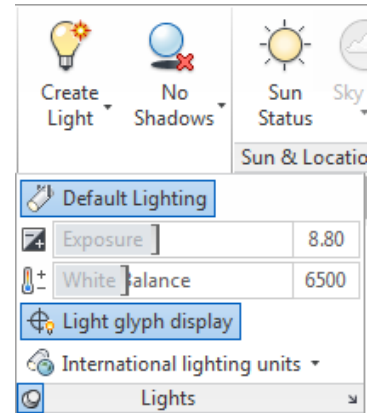 Create Light
No Shadows
Sun Status
Sky
Sun & Locatio
Default Lighting
Exposure 8.80
White Balance 6500
Light glyph display
International lighting units
Lights